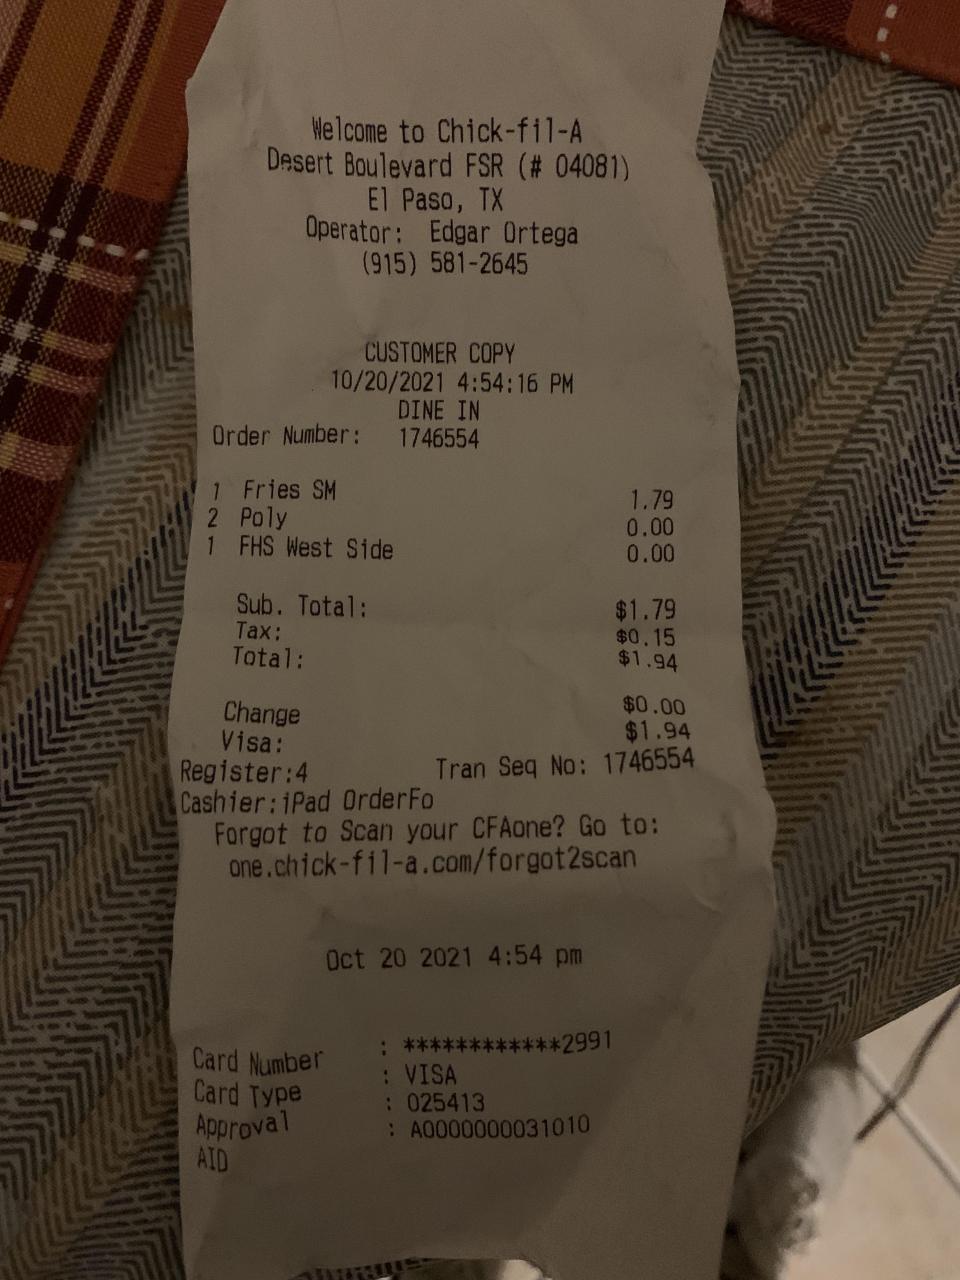 Welcome to Chick-fil-A
Desert Boulevard FSR (# 04081)
El Paso, TX
Operator: Edgar Ortega
(915) 581-2645
CUSTOMER COPY
10/20/2021 4:54:16 PM
DINE IN
Order Number: 1746554
1 Fries SM 1.79
2 Poly 0.00
1 FHS West Side 0.00
Sub. Total: $1.79
Tax: $0.15
Total: $1.94
Change $0.00
Visa: $1.94
Register:4 Tran Seq No: 1746554
Cashier:iPad OrderFo
Forgot to Scan your CFAone? Go to:
one.chick-fil-a.com/forgot2scan
Oct 20 2021 4:54 pm
Card Number : ************2991
Card Type : VISA
Approval : 025413
AID : A0000000031010